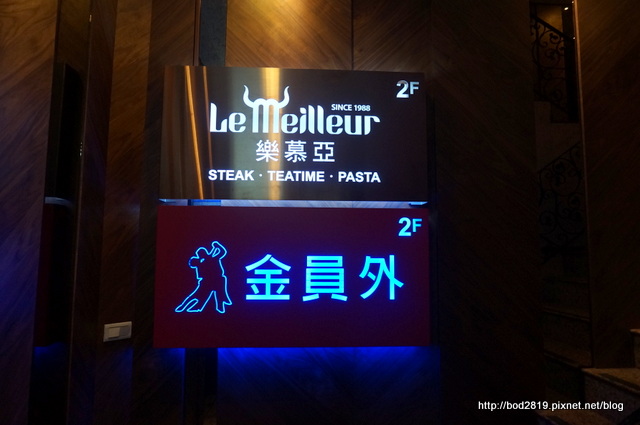 2F
SINCE 1988
Le Meilleur
樂慕亞
STEAK · TEATIME · PASTA
2F
金員外
http://bod2819.pixnet.net/blog